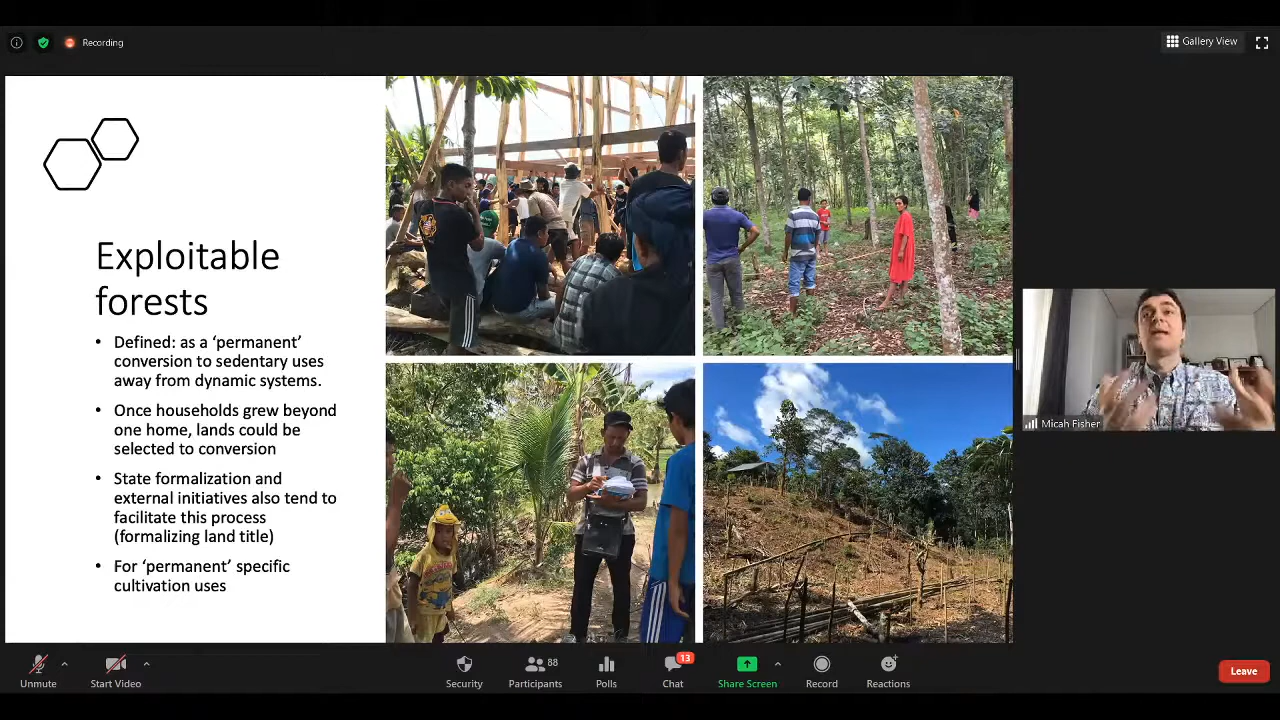 Recording
Gallery View
Exploitable
forests
• Defined: as a ‘permanent’
conversion to sedentary uses
away from dynamic systems.
• Once households grew beyond
one home, lands could be
selected to conversion
• State formalization and
external initiatives also tend to
facilitate this process
(formalizing land title)
• For ‘permanent’ specific
cultivation uses
Micah Fisher
Unmute
Start Video
Security
88
Participants
Polls
13
Chat
Share Screen
Record
Reactions
Leave